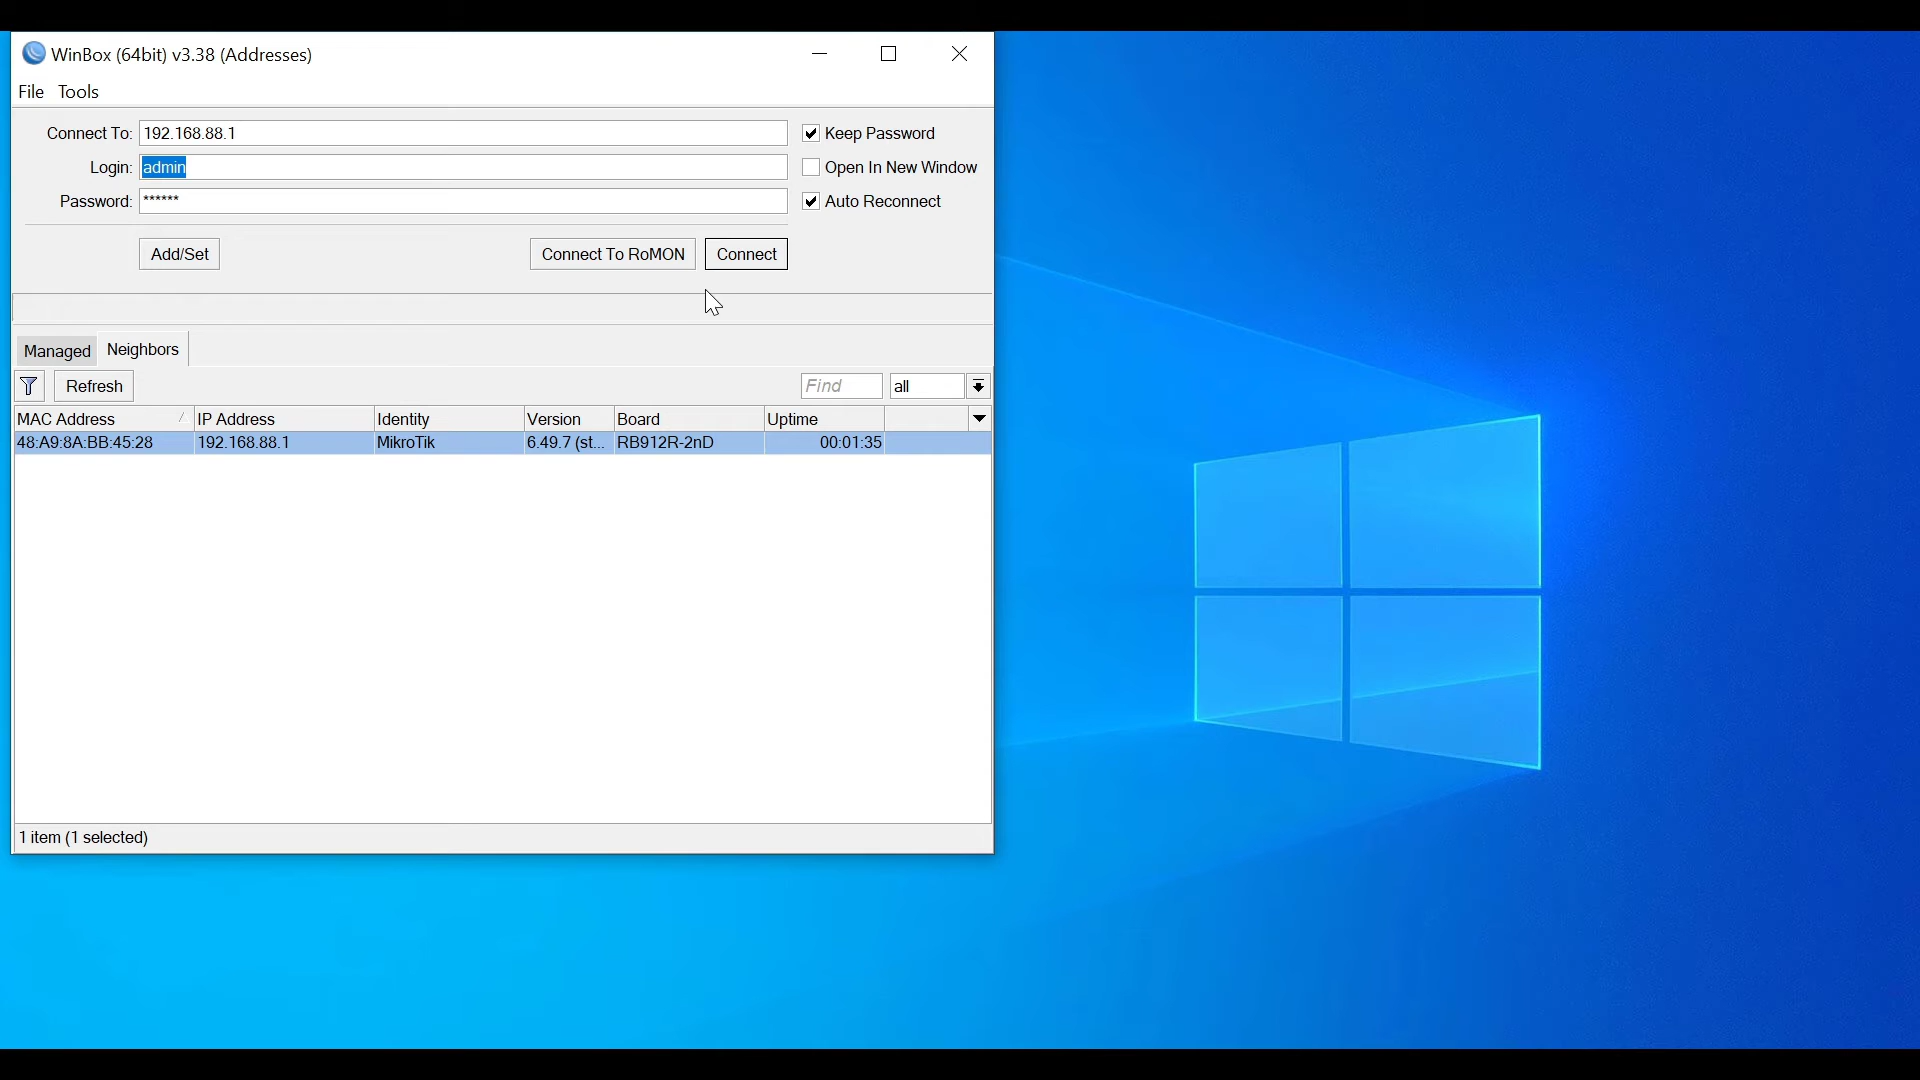 WinBox (64bit) v3.38 (Addresses)
File Tools
Connect To: 192.168.88.1
Keep Password
Login: admin
Open In New Window
Password: ******
Auto Reconnect
Add/Set
Connect To RoMON
Connect
Managed Neighbors
Refresh
Find
all
MAC Address IP Address Identity Version Board Uptime
48:A9:8A:BB:45:28 192.168.88.1 MikroTik 6.49.7 (st... RB912R-2nD 00:01:35
1 item (1 selected)